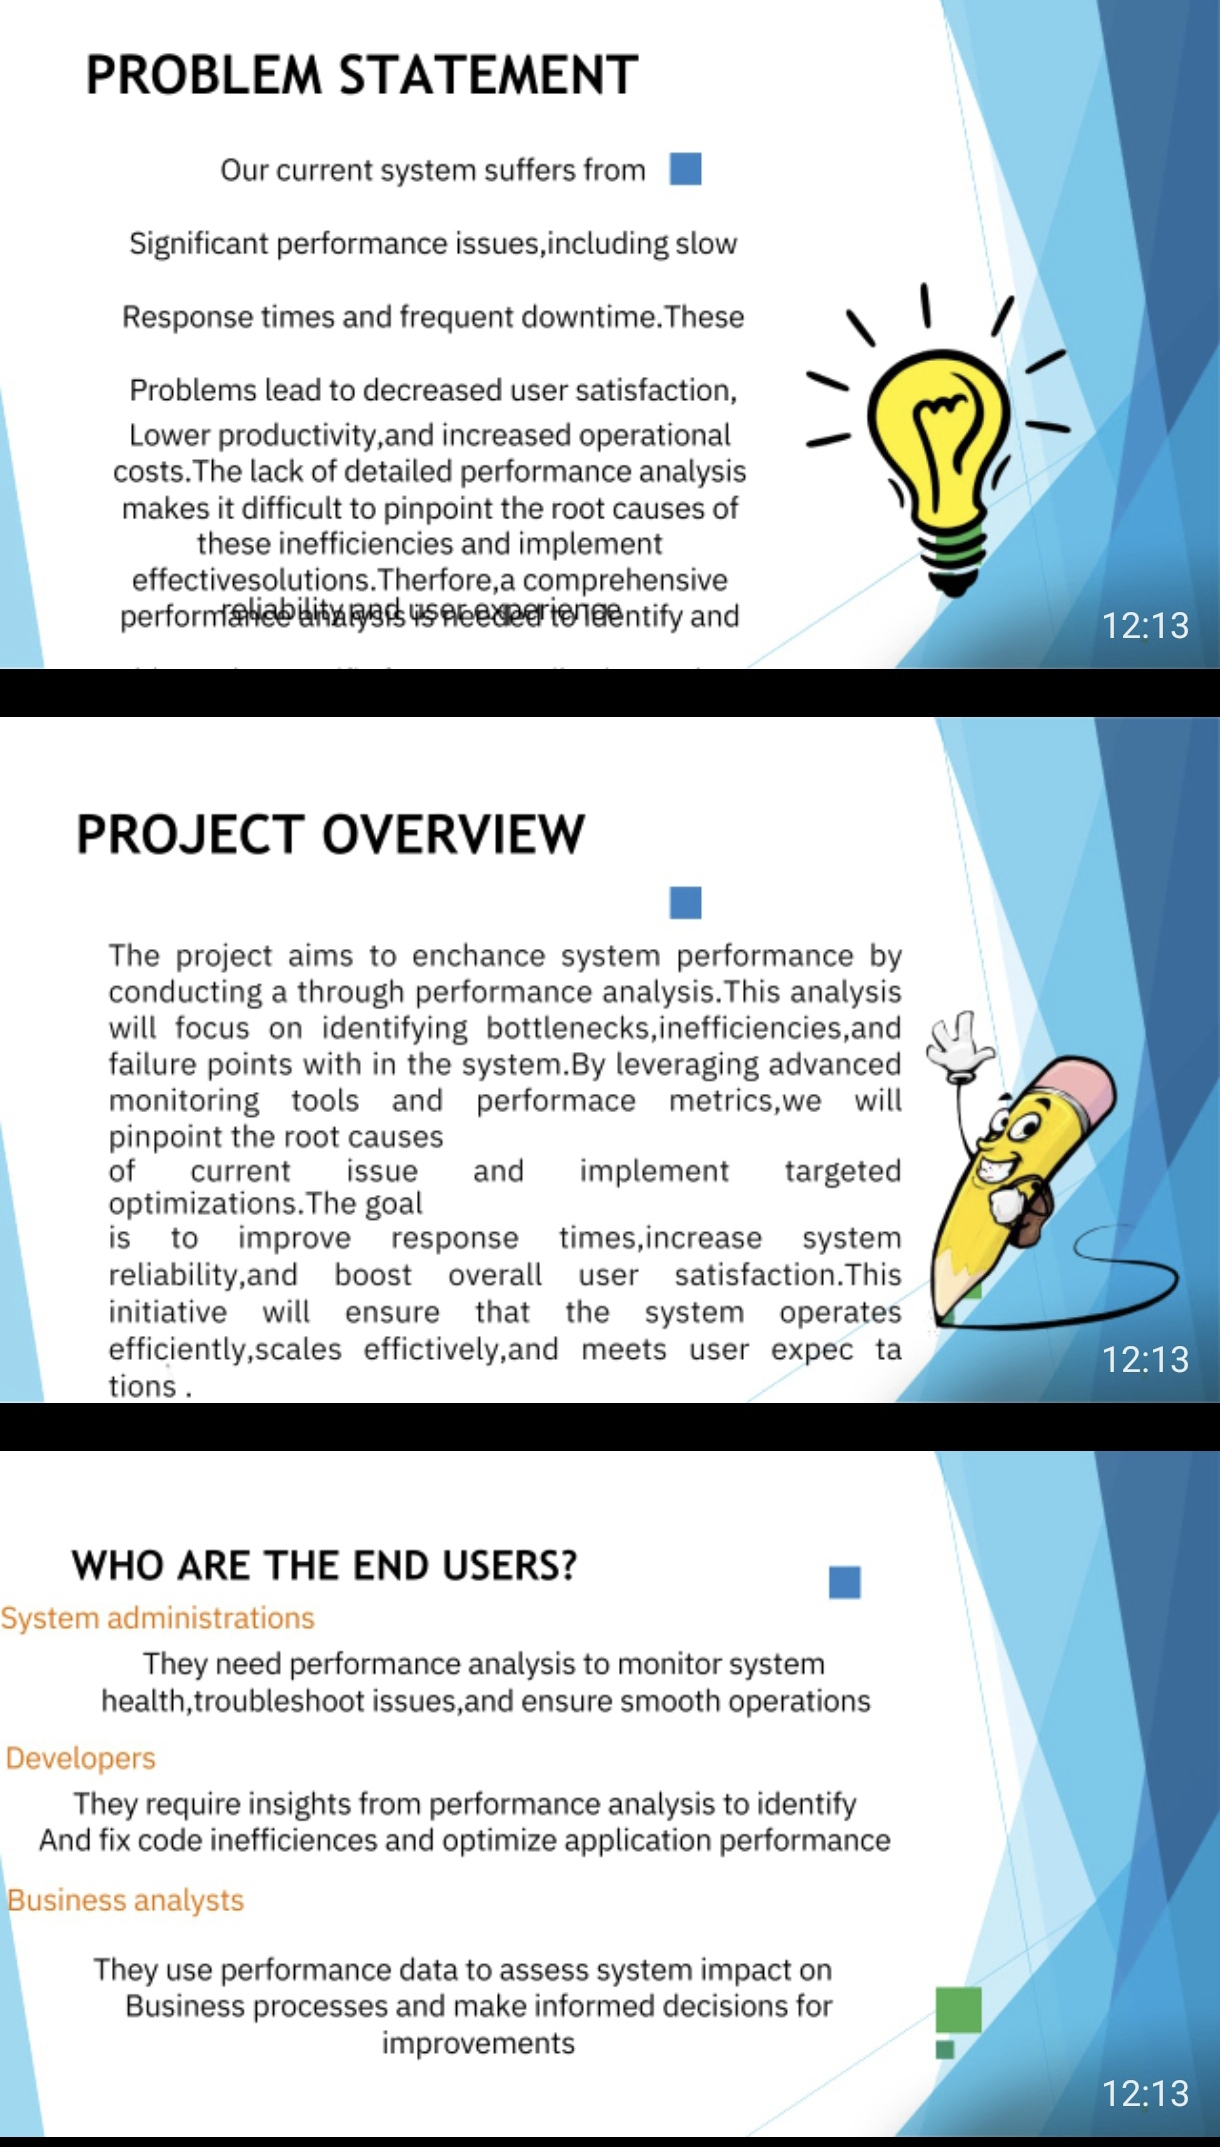 PROBLEM STATEMENT
Our current system suffers from
Significant performance issues,including slow
Response times and frequent downtime.These
Problems lead to decreased user satisfaction,
Lower productivity,and increased operational
costs.The lack of detailed performance analysis
makes it difficult to pinpoint the root causes of
these inefficiencies and implement
effectivesolutions.Therfore,a comprehensive
performance analysis is needed to identify and
reliability and user experience
12:13
PROJECT OVERVIEW
The project aims to enchance system performance by
conducting a through performance analysis.This analysis
will focus on identifying bottlenecks,inefficiencies,and
failure points with in the system.By leveraging advanced
monitoring tools and performace metrics,we will
pinpoint the root causes
of current issue and implement targeted
optimizations.The goal
is to improve response times,increase system
reliability,and boost overall user satisfaction.This
initiative will ensure that the system operates
efficiently,scales effictively,and meets user expec ta
tions .
12:13
WHO ARE THE END USERS?
System administrations
They need performance analysis to monitor system
health,troubleshoot issues,and ensure smooth operations
Developers
They require insights from performance analysis to identify
And fix code inefficiences and optimize application performance
Business analysts
They use performance data to assess system impact on
Business processes and make informed decisions for
improvements
12:13